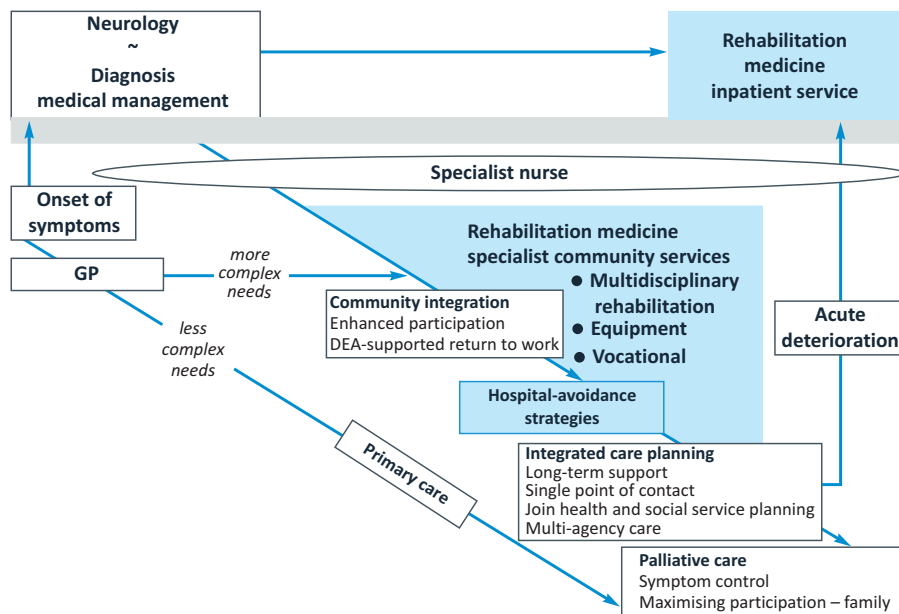 Neurology
~
Diagnosis
medical management
Rehabilitation
medicine
inpatient service
Specialist nurse
Onset of
symptoms
GP
more
complex
needs
less
complex
needs
Primary care
Rehabilitation medicine
specialist community services
● Multidisciplinary
rehabilitation
● Equipment
● Vocational
Community integration
Enhanced participation
DEA-supported return to work
Hospital-avoidance
strategies
Acute
deterioration
Integrated care planning
Long-term support
Single point of contact
Join health and social service planning
Multi-agency care
Palliative care
Symptom control
Maximising participation – family